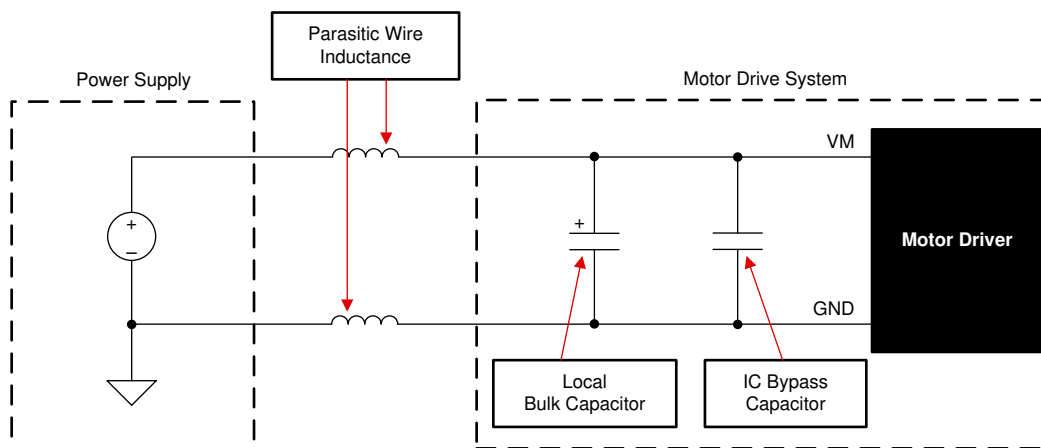 Parasitic Wire
Inductance
Power Supply
Motor Drive System
VM
+
–
+
Motor Driver
GND
Local
Bulk Capacitor
IC Bypass
Capacitor